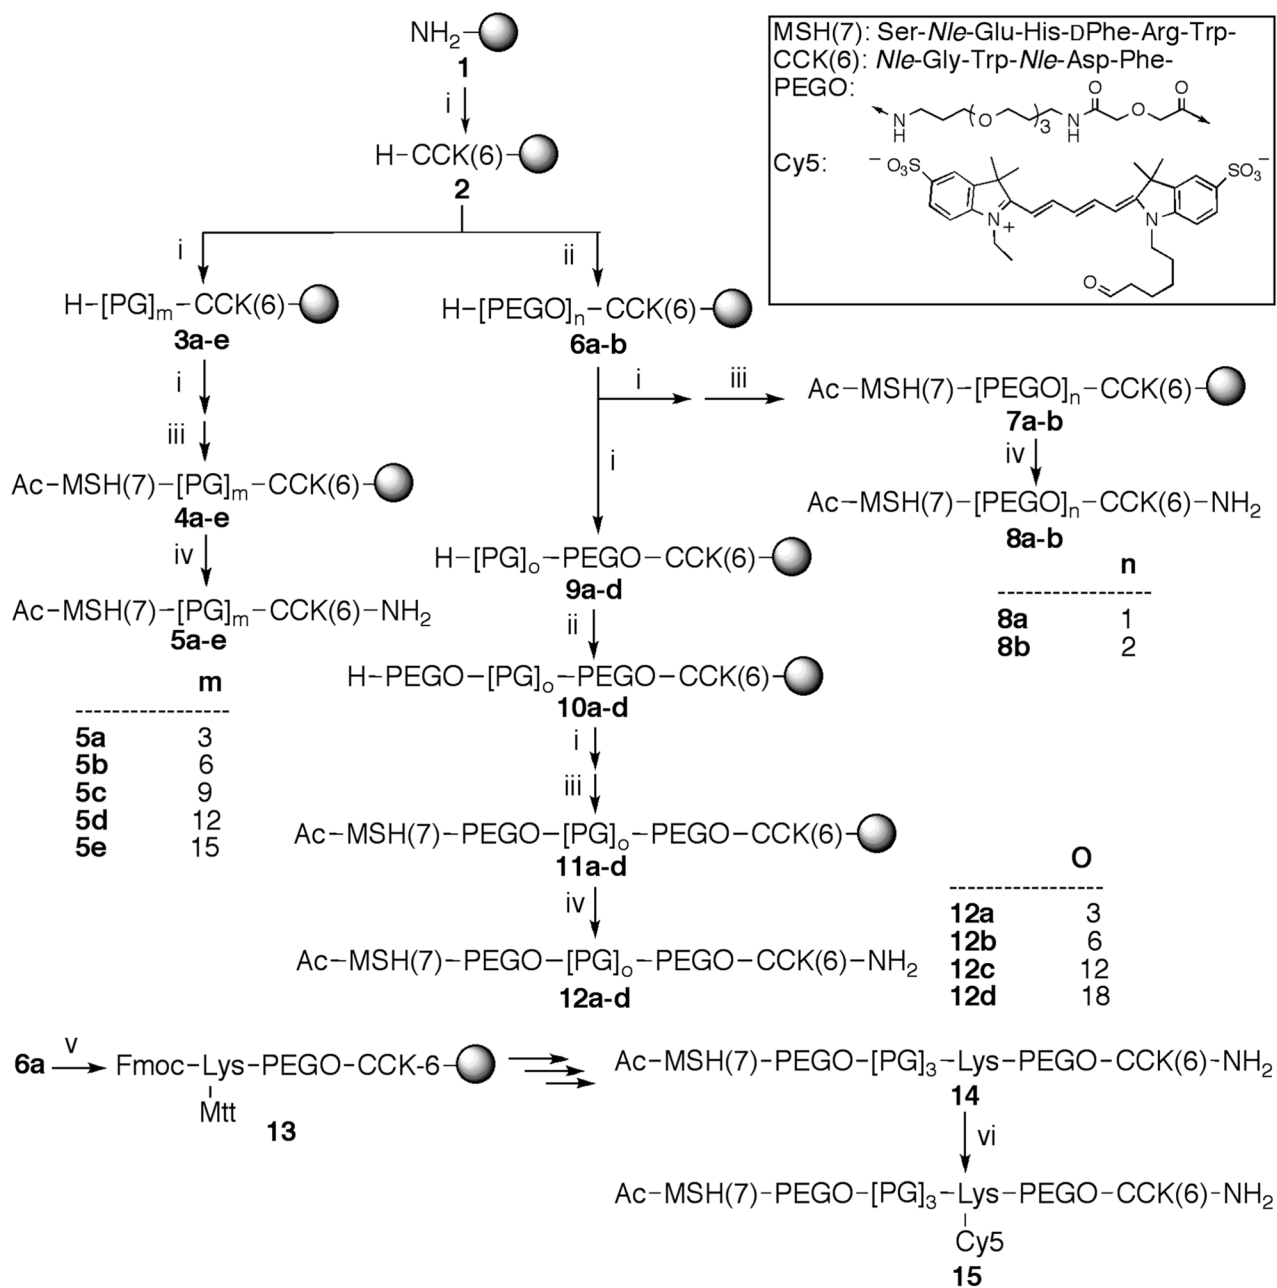 NH2
1
i
H-CCK(6)-
2
i
ii
H-[PG]m-CCK(6)-
3a-e
H-[PEGO]n-CCK(6)-
6a-b
i
iii
Ac-MSH(7)-[PG]m-CCK(6)-
4a-e
iv
Ac-MSH(7)-[PG]m-CCK(6)-NH2
5a-e
m
5a 3
5b 6
5c 9
5d 12
5e 15
i
iii
Ac-MSH(7)-[PEGO]n-CCK(6)-
7a-b
iv
Ac-MSH(7)-[PEGO]n-CCK(6)-NH2
8a-b
n
8a 1
8b 2
i
H-[PG]o-PEGO-CCK(6)-
9a-d
ii
H-PEGO-[PG]o-PEGO-CCK(6)-
10a-d
i
iii
Ac-MSH(7)-PEGO-[PG]o-PEGO-CCK(6)-
11a-d
iv
Ac-MSH(7)-PEGO-[PG]o-PEGO-CCK(6)-NH2
12a-d
O
12a 3
12b 6
12c 12
12d 18
MSH(7): Ser-Nle-Glu-His-DPhe-Arg-Trp-
CCK(6): Nle-Gly-Trp-Nle-Asp-Phe-
PEGO:
N
H
(
O
)3
NH
O
O
O
Cy5:
− O3S
N+
N
SO3−
O
6a
v
Fmoc-Lys-PEGO-CCK-6-
Mtt
13
Ac-MSH(7)-PEGO-[PG]3-Lys-PEGO-CCK(6)-NH2
14
vi
Ac-MSH(7)-PEGO-[PG]3-Lys-PEGO-CCK(6)-NH2
Cy5
15